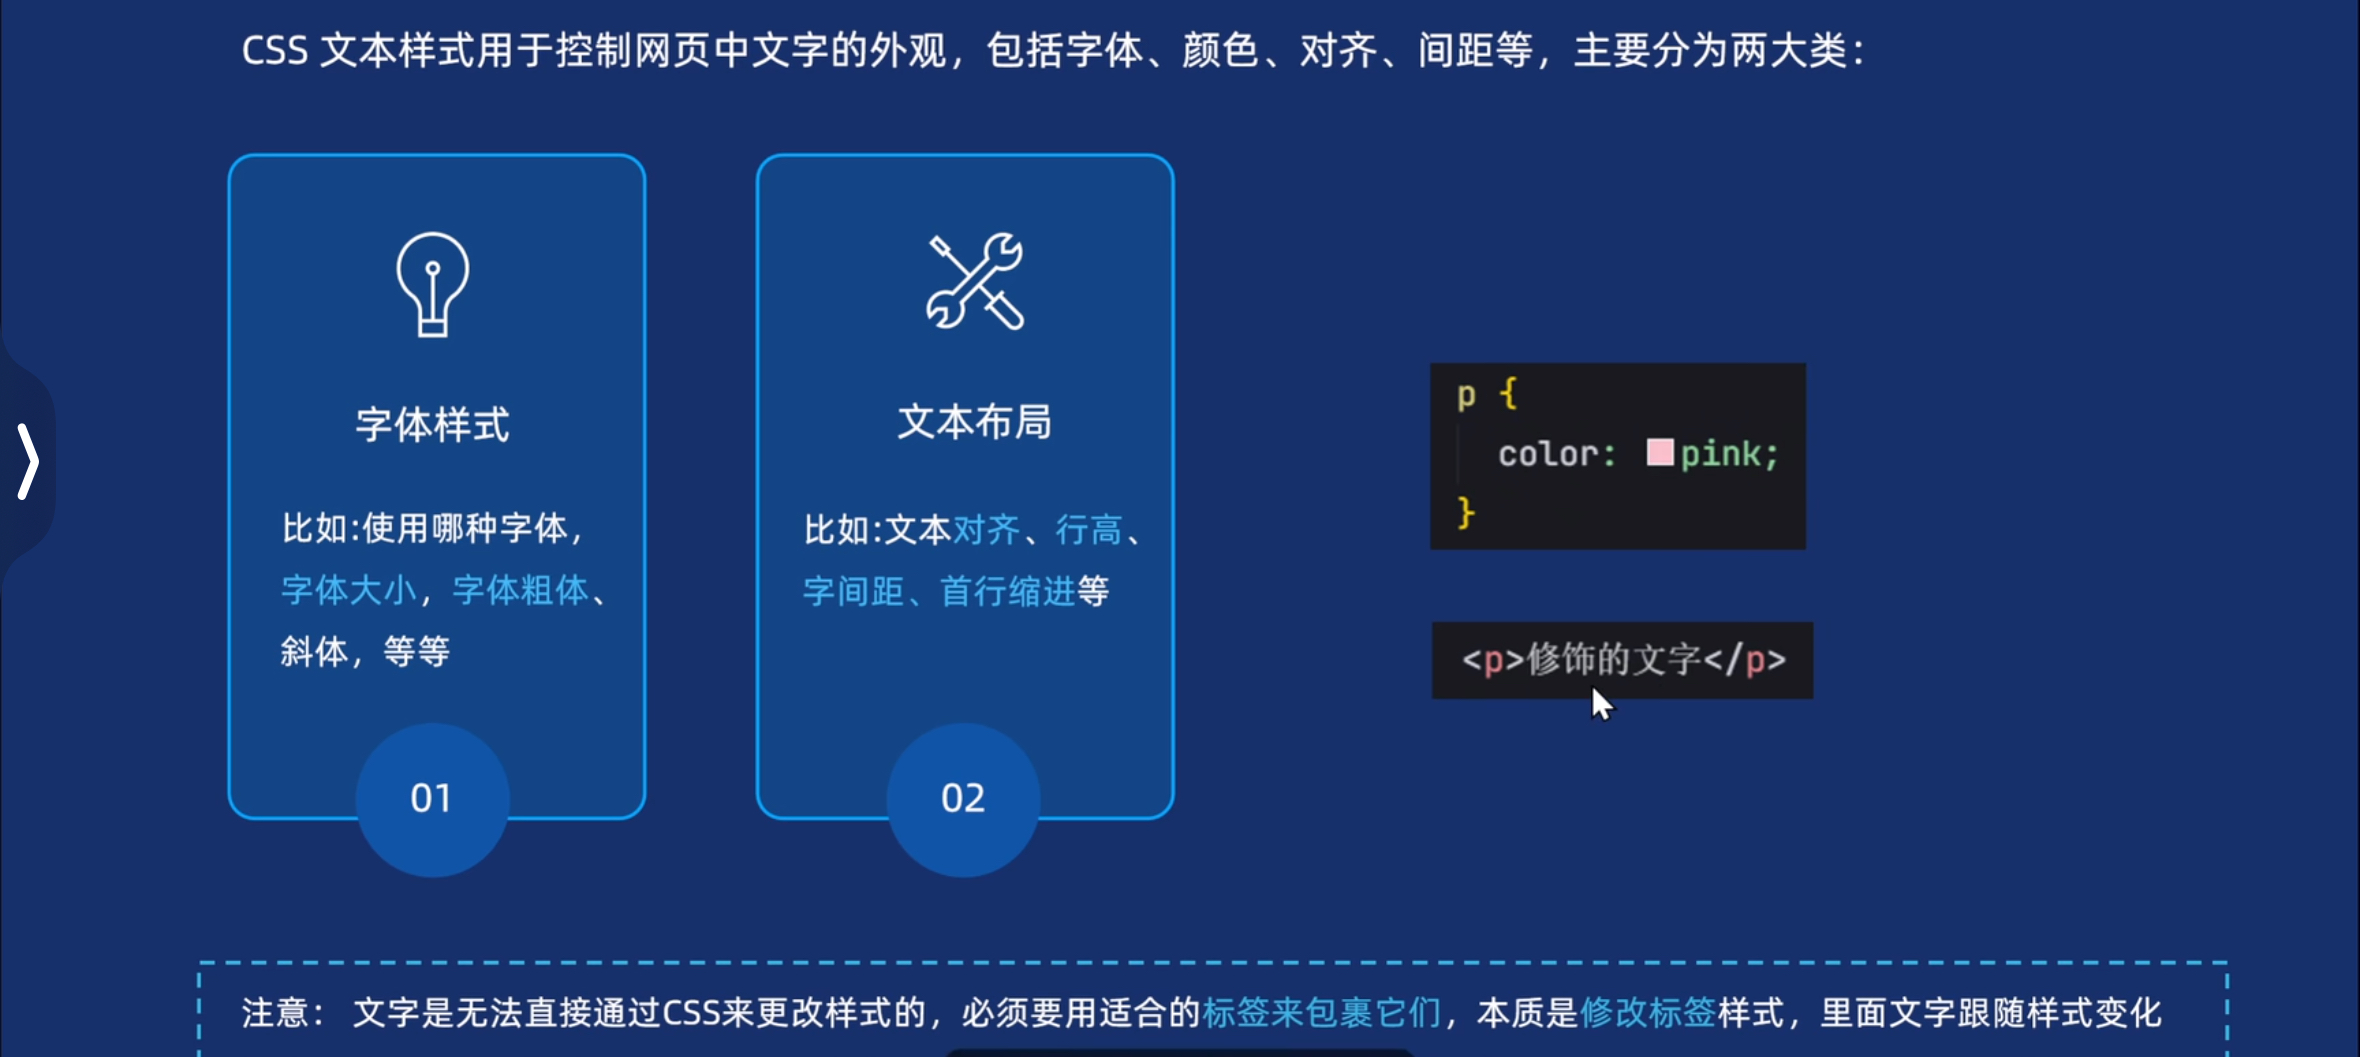 CSS 文本样式用于控制网页中文字的外观，包括字体、颜色、对齐、间距等，主要分为两大类：
字体样式
比如:使用哪种字体，
字体大小，字体粗体、
斜体，等等
01
文本布局
比如:文本对齐、行高、
字间距、首行缩进等
02
p {
color: pink;
}
<p>修饰的文字</p>
注意： 文字是无法直接通过CSS来更改样式的，必须要用适合的标签来包裹它们，本质是修改标签样式，里面文字跟随样式变化